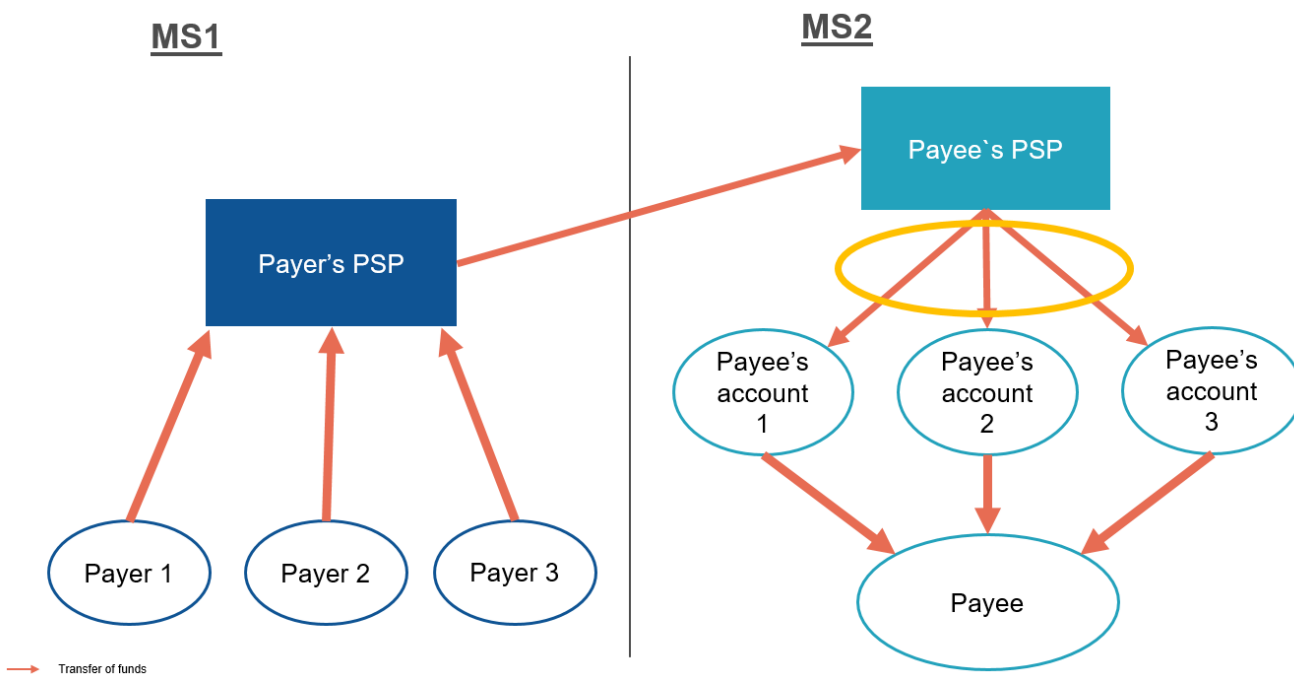 MS1
MS2
Payee`s PSP
Payer’s PSP
Payee’s
account
1
Payee’s
account
2
Payee’s
account
3
Payer 1
Payer 2
Payer 3
Payee
Transfer of funds